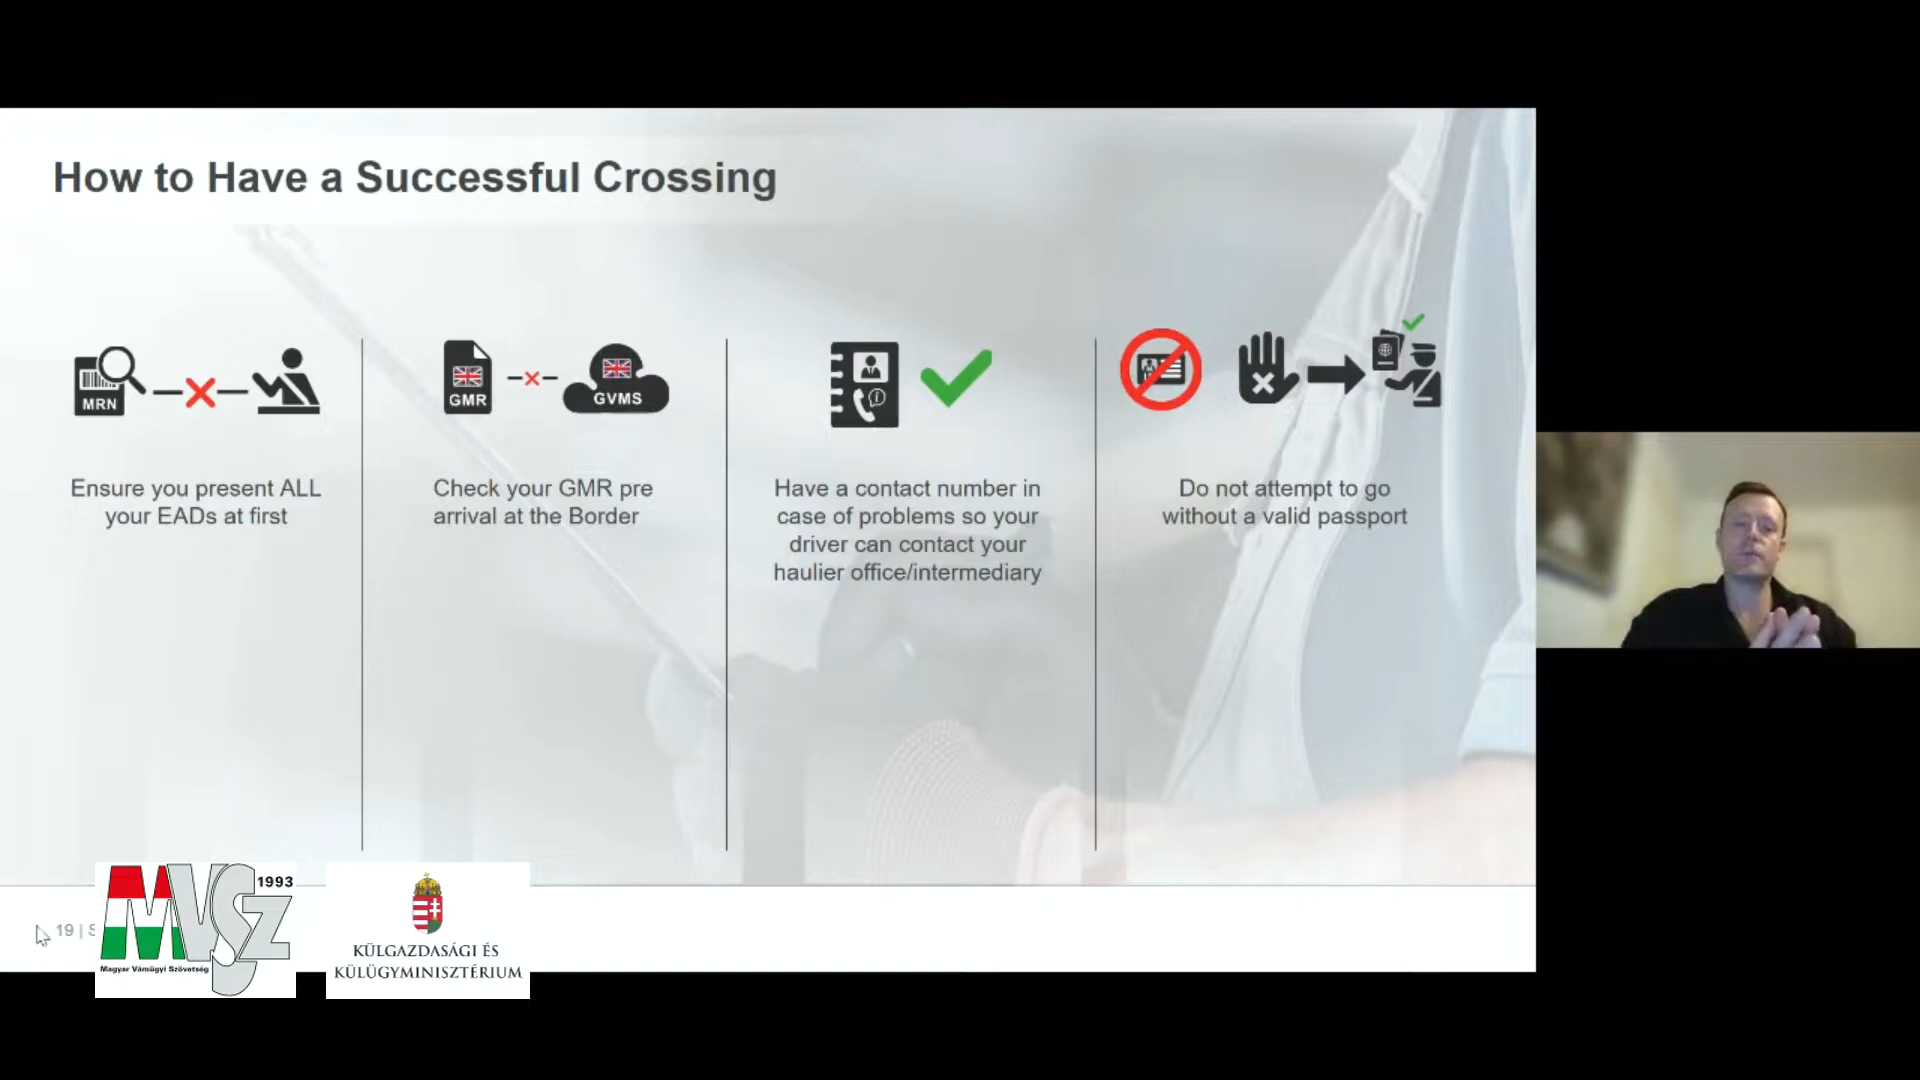 How to Have a Successful Crossing
MRN
GMR
GVMS
Ensure you present ALL
your EADs at first
Check your GMR pre
arrival at the Border
Have a contact number in
case of problems so your
driver can contact your
haulier office/intermediary
Do not attempt to go
without a valid passport
19 | S
MVSZ
1993
Magyar Vámügyi Szövetség
KÜLGAZDASÁGI ÉS
KÜLÜGYMINISZTÉRIUM